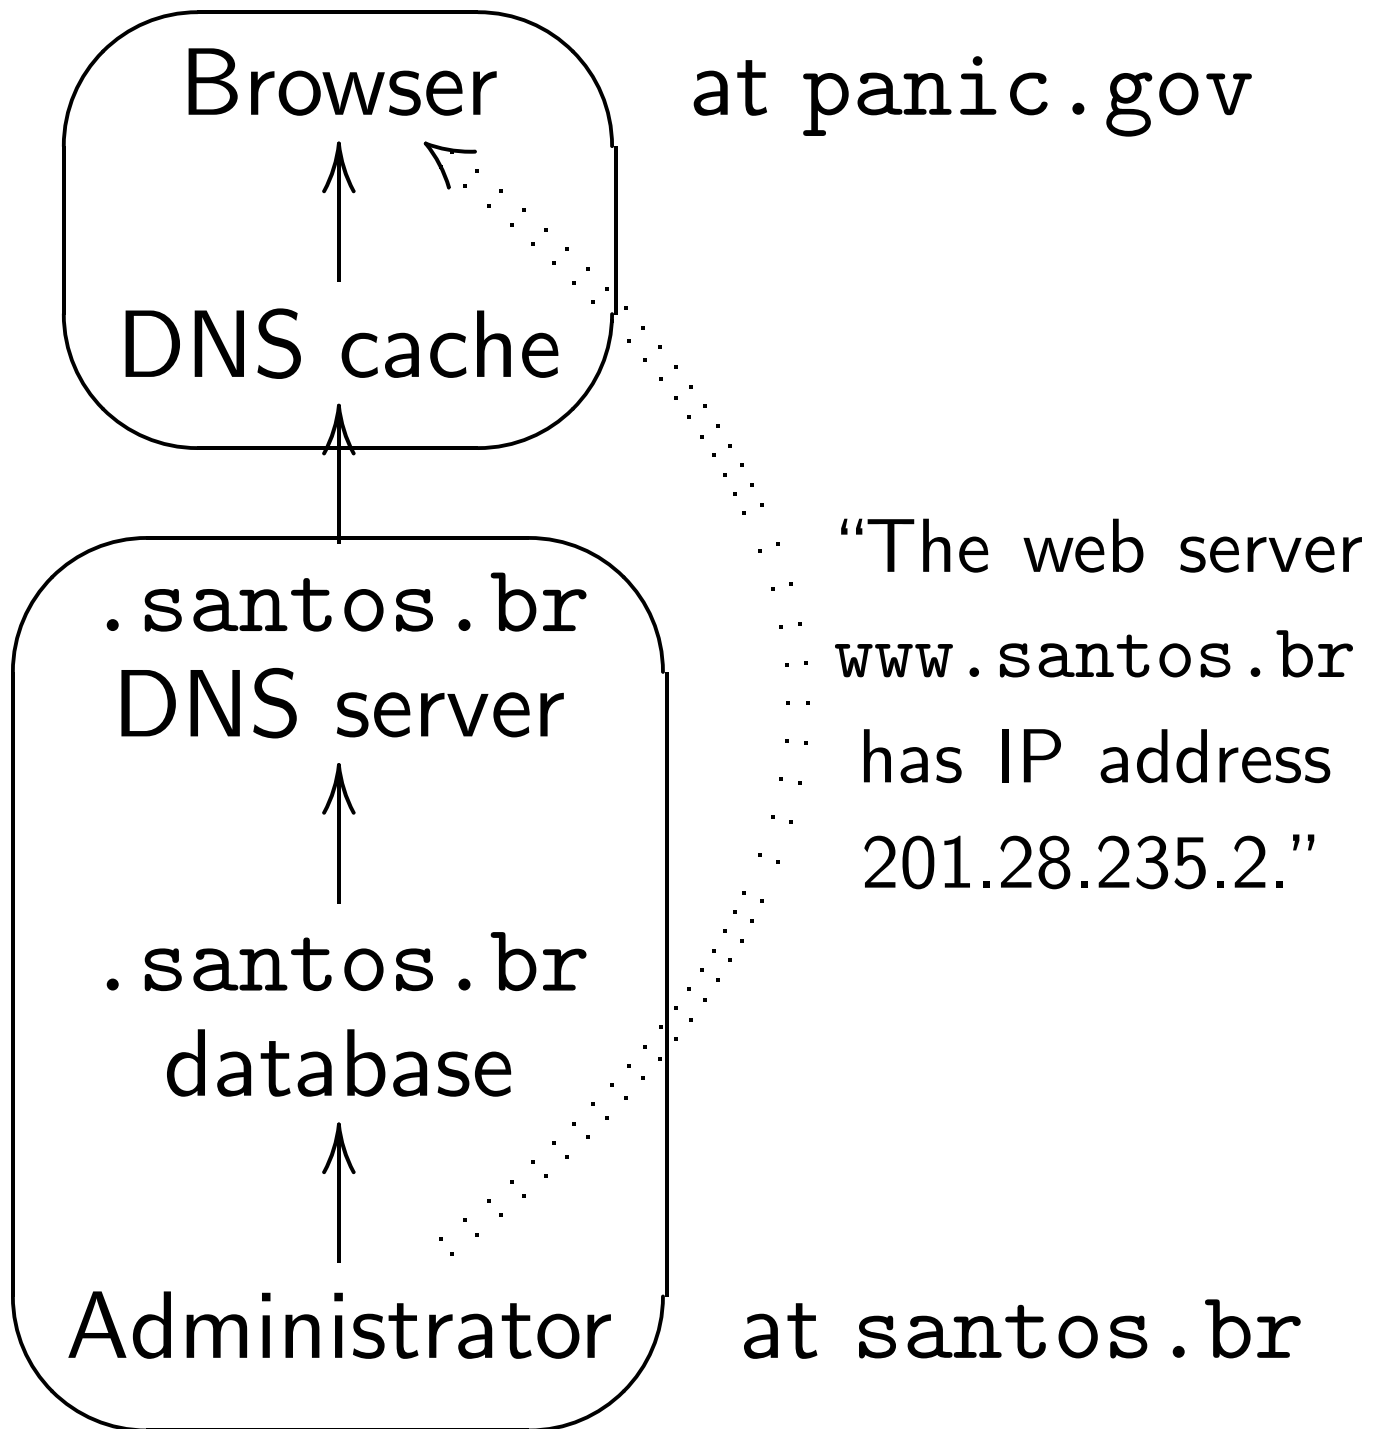 Browser at panic.gov
DNS cache
.santos.br
DNS server
“The web server
www.santos.br
has IP address
201.28.235.2.”
.santos.br
database
Administrator at santos.br